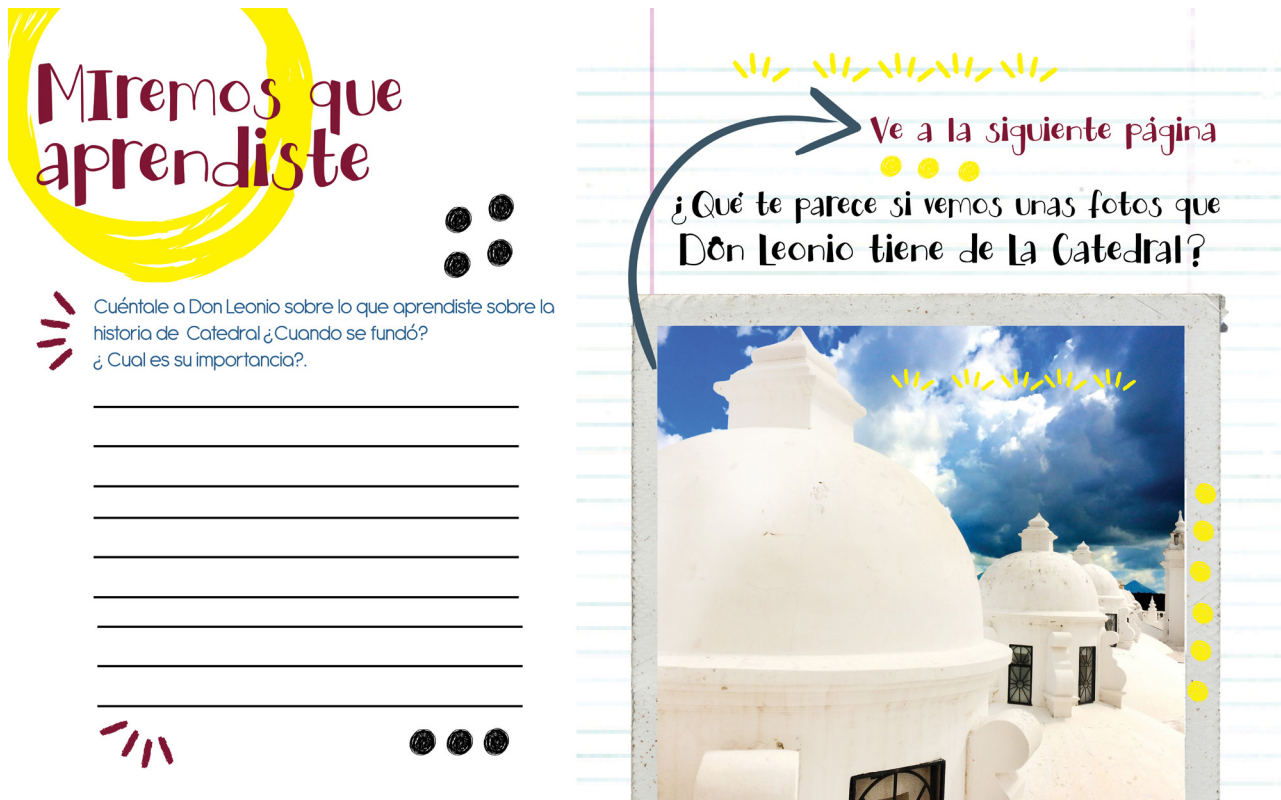 MIremos que
aprendiste
Cuéntale a Don Leonio sobre lo que aprendiste sobre la
historia de Catedral ¿Cuando se fundó?
¿ Cual es su importancia?.
Ve a la siguiente página
¿Qué te parece si vemos unas fotos que
Don Leonio tiene de La Catedral?